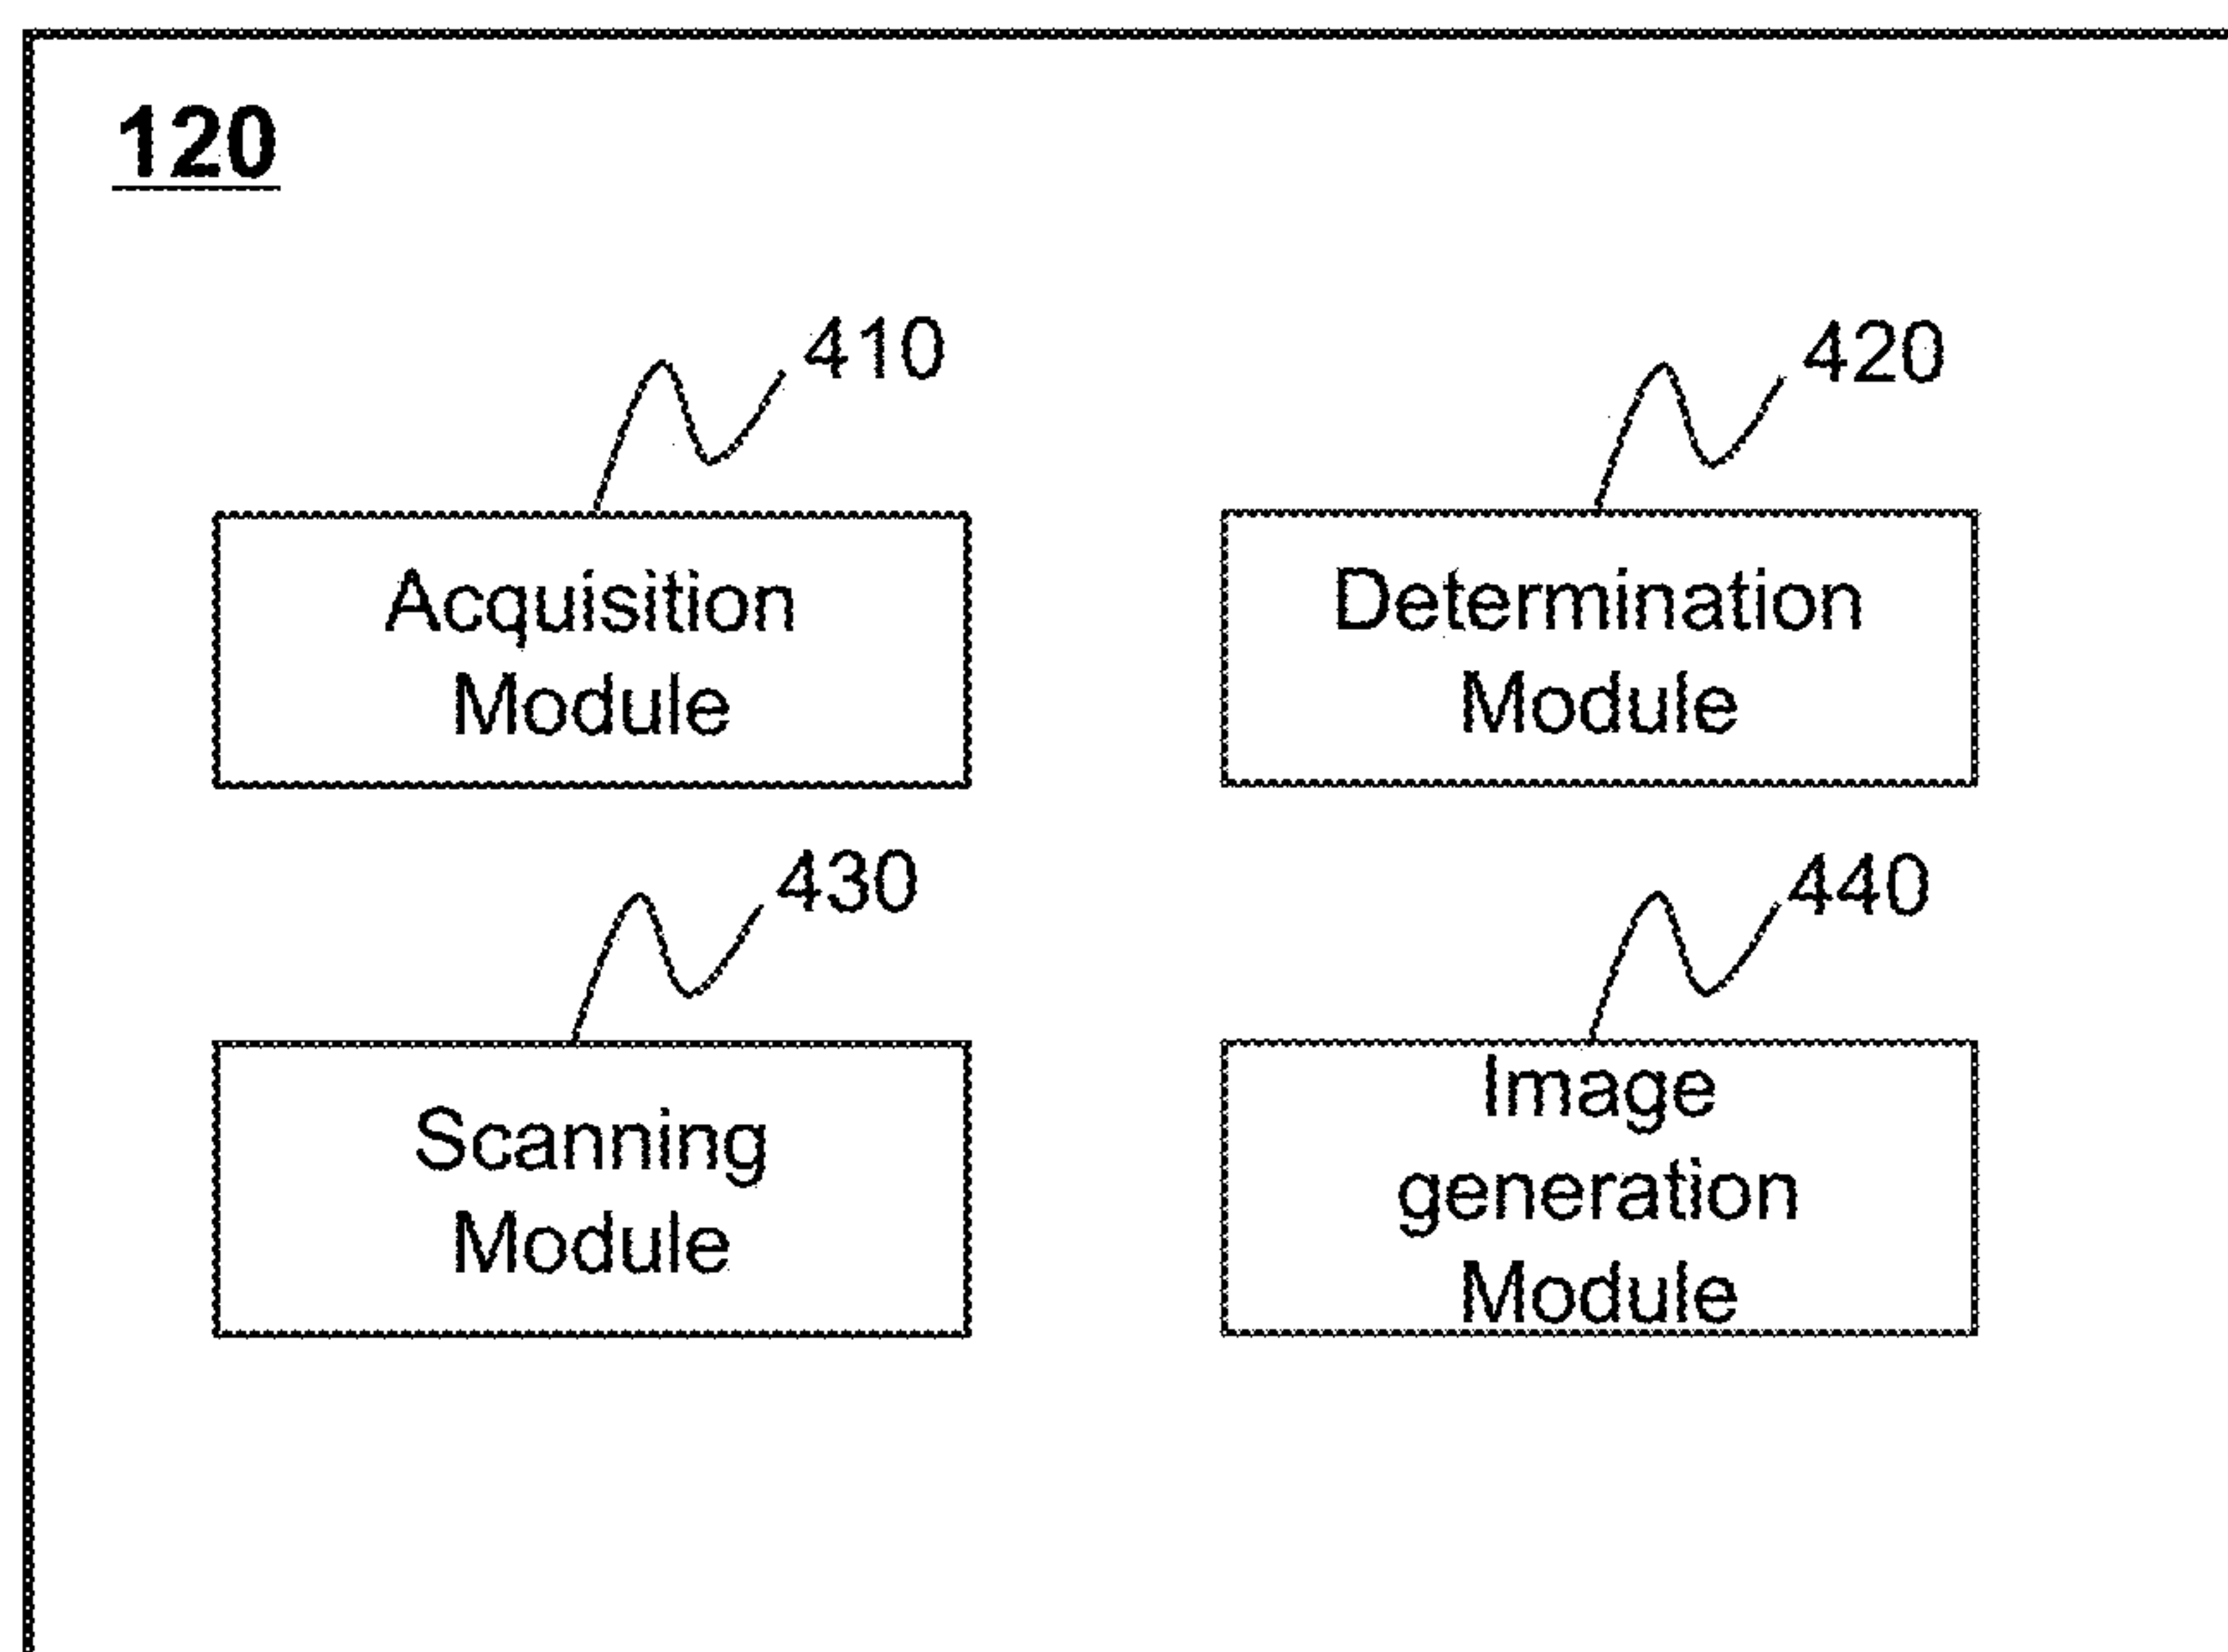 120
410
420
Acquisition
Module
Determination
Module
430
440
Scanning
Module
Image
generation
Module